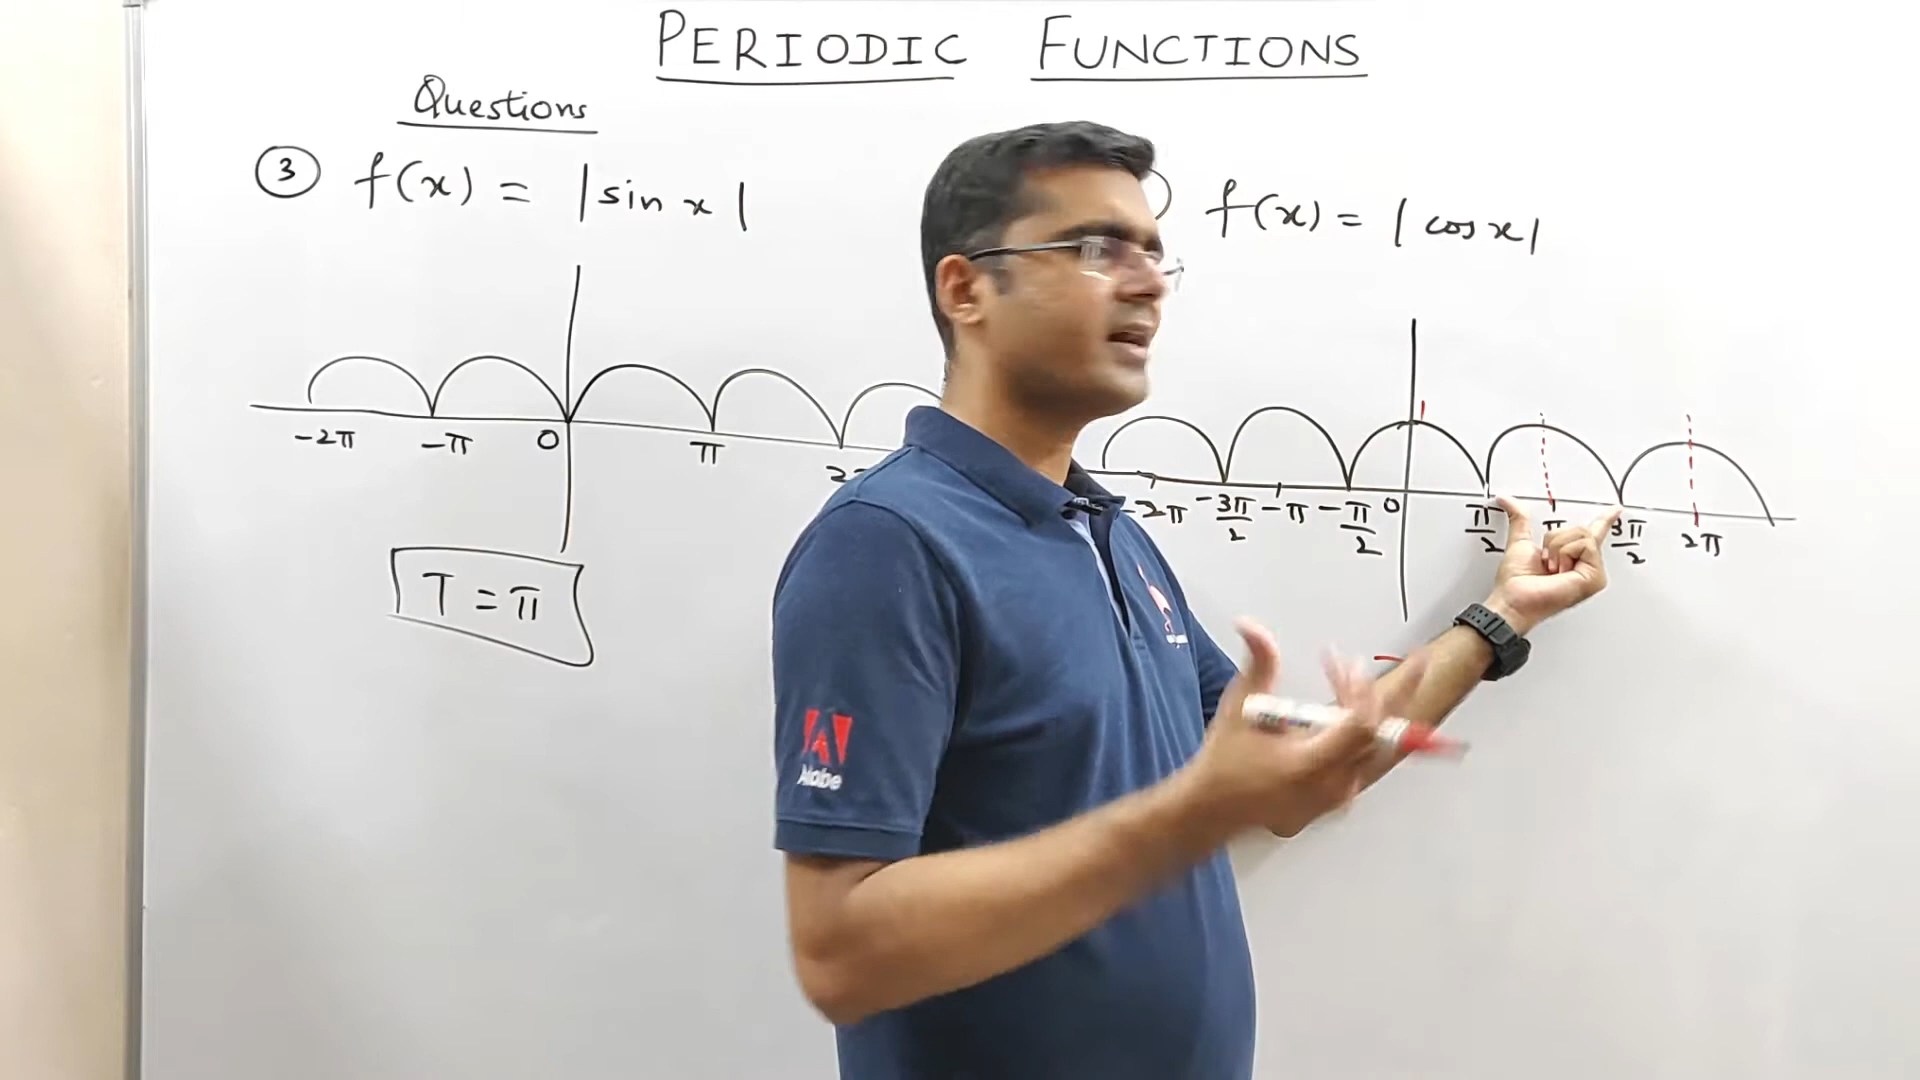 PERIODIC FUNCTIONS
Questions
③ f(x) = |sin x|
f(x) = |cos x|
-2π -π 0 π
-2π -3π/2 -π -π/2 0 π/2 π 3π/2 2π
T = π
Adobe